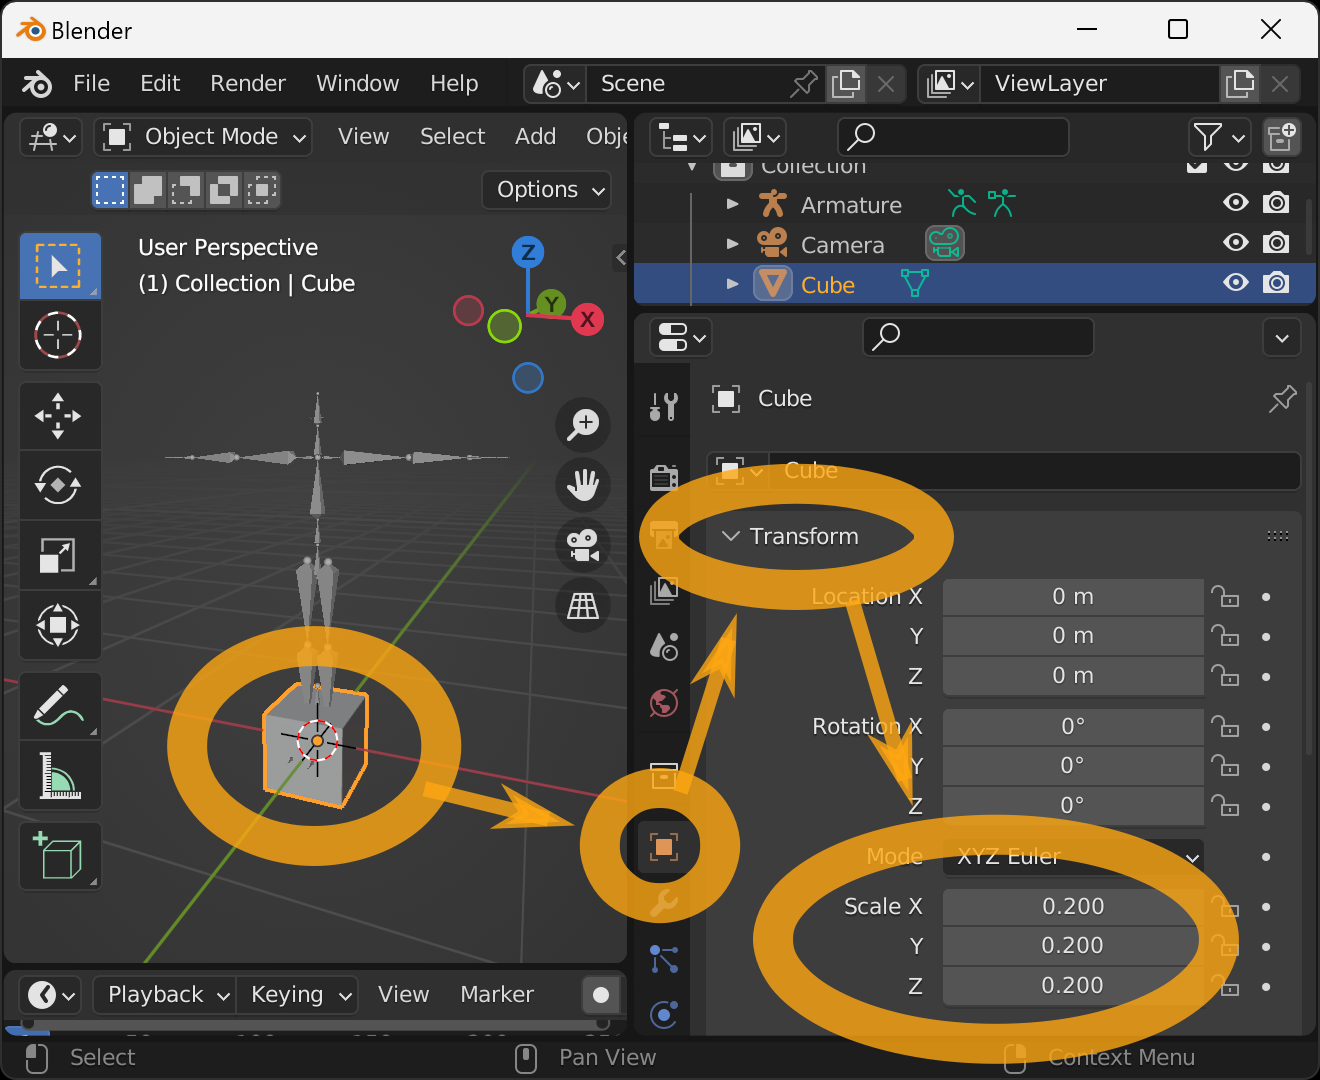 Blender
File Edit Render Window Help Scene ViewLayer
Object Mode View Select Add Obje
Options
User Perspective
(1) Collection | Cube
Z
Y
X
Collection
Armature
Camera
Cube
Cube
Cube
Transform
Location X 0 m
Y 0 m
Z 0 m
Rotation X 0°
Y 0°
Z 0°
Mode XYZ Euler
Scale X 0.200
Y 0.200
Z 0.200
Playback Keying View Marker
Select Pan View Context Menu